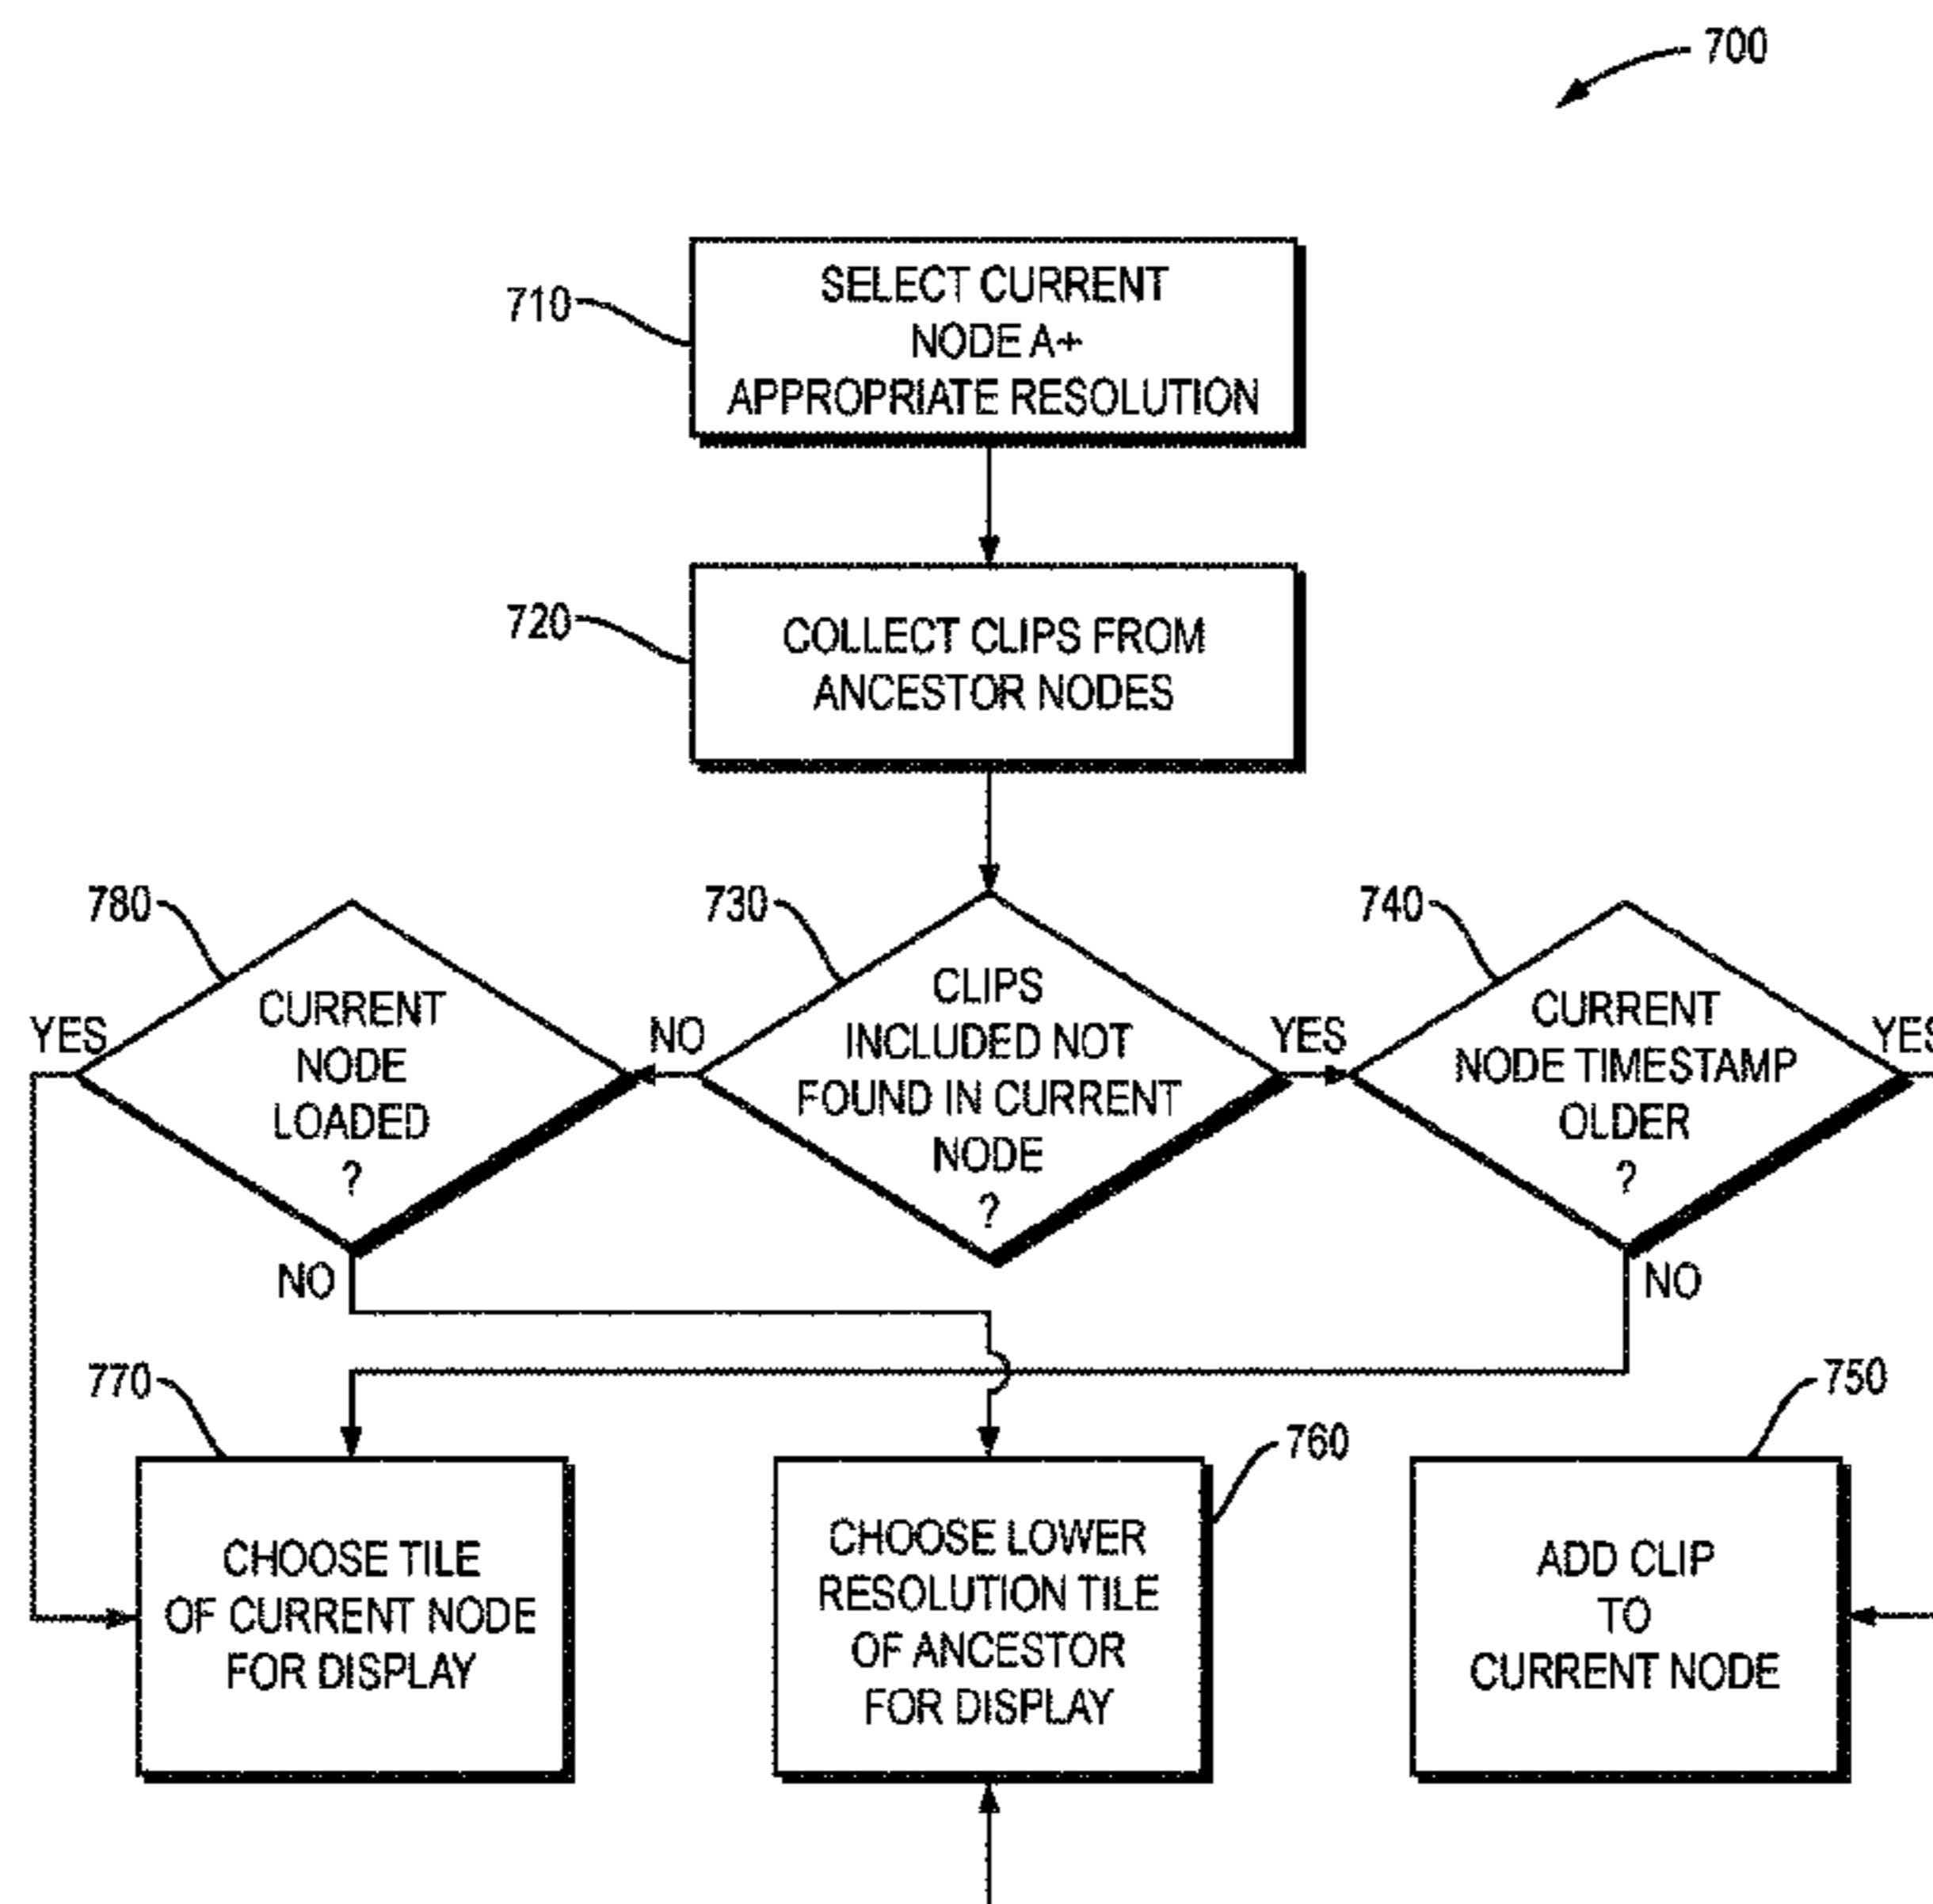 700
710
SELECT CURRENT
NODE A+
APPROPRIATE RESOLUTION
720
COLLECT CLIPS FROM
ANCESTOR NODES
780
CURRENT
NODE
LOADED
?
YES
NO
730
CLIPS
INCLUDED NOT
FOUND IN CURRENT
NODE
?
NO
YES
740
CURRENT
NODE TIMESTAMP
OLDER
?
YES
NO
770
CHOOSE TILE
OF CURRENT NODE
FOR DISPLAY
760
CHOOSE LOWER
RESOLUTION TILE
OF ANCESTOR
FOR DISPLAY
750
ADD CLIP
TO
CURRENT NODE